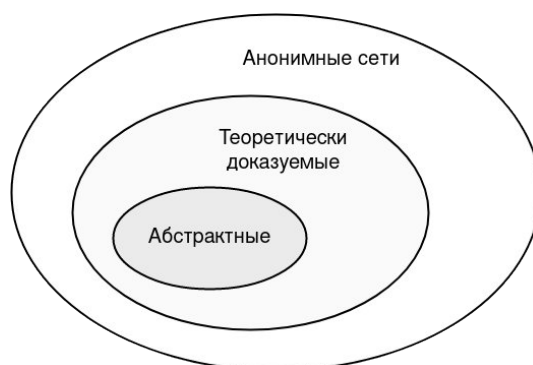 Анонимные сети
Теоретически
доказуемые
Абстрактные